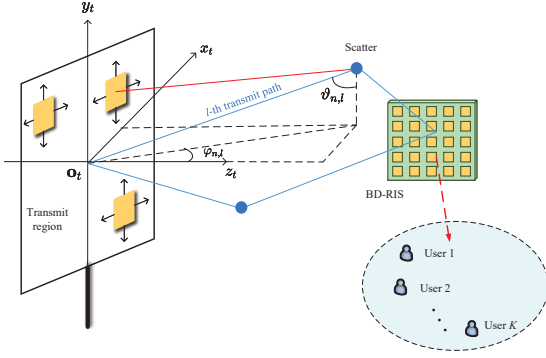 y_t
x_t
Scatter
l-th transmit path
ϑ_{n,l}
φ_{n,l}
o_t
z_t
BD-RIS
Transmit
region
User 1
User 2
User K